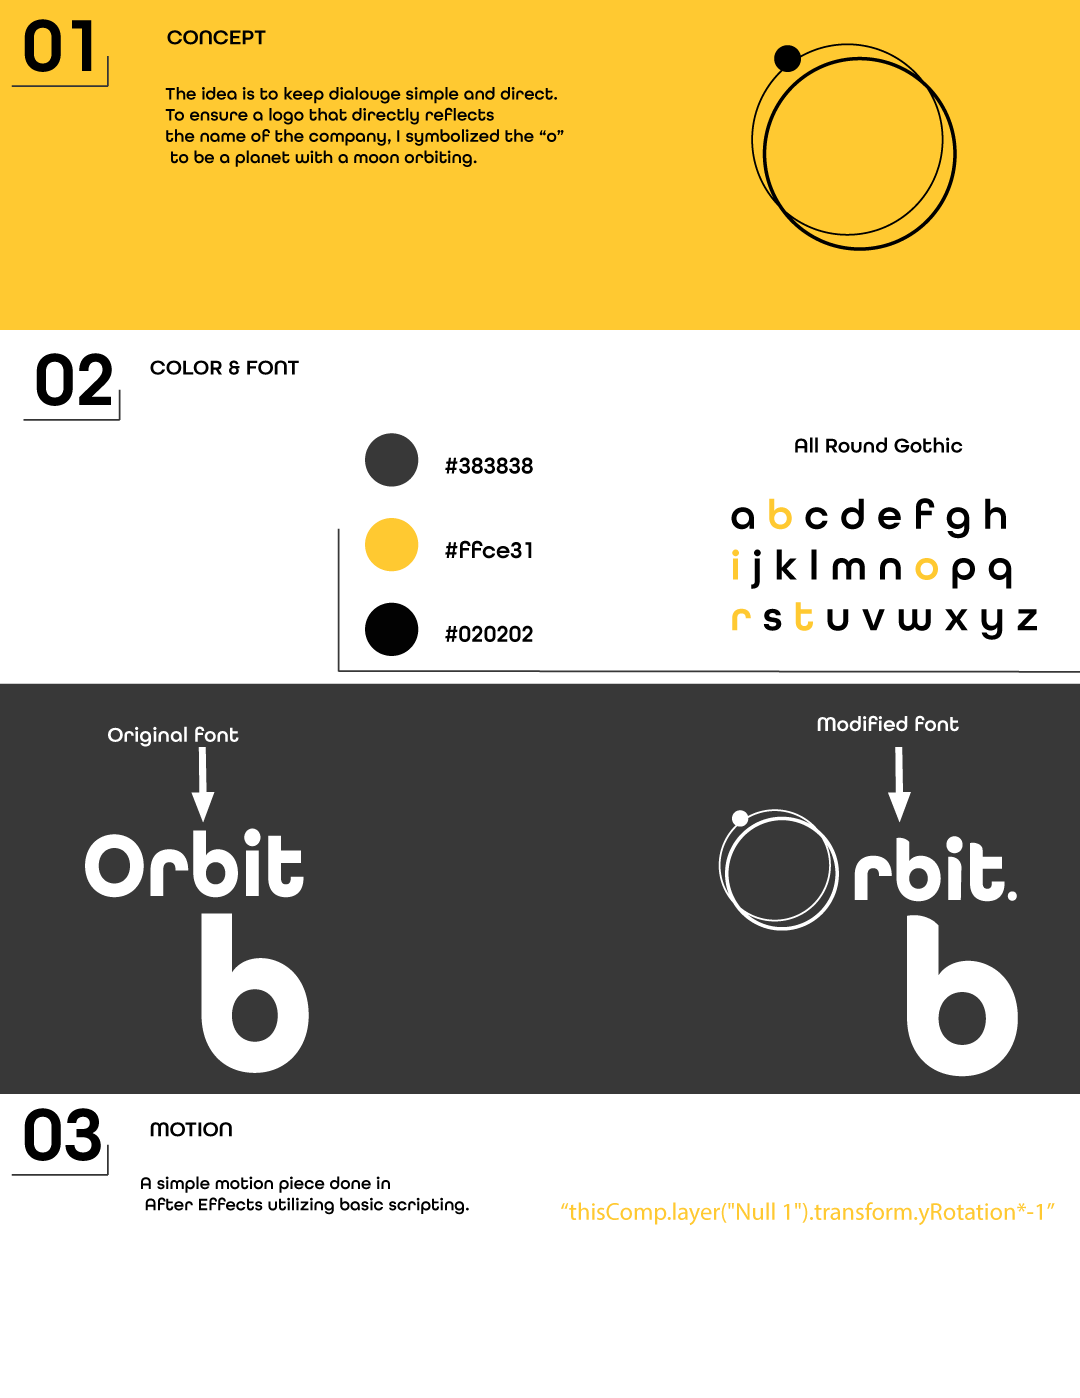 01
CONCEPT
The idea is to keep dialouge simple and direct.
To ensure a logo that directly reflects
the name of the company, I symbolized the “o”
to be a planet with a moon orbiting.
02
COLOR & FONT
#383838
#ffce31
#020202
All Round Gothic
a b c d e f g h
i j k l m n o p q
r s t u v w x y z
Original font
Orbit
b
Modified font
Orbit.
b
03
MOTION
A simple motion piece done in
After Effects utilizing basic scripting.
“thisComp.layer("Null 1").transform.yRotation*-1”